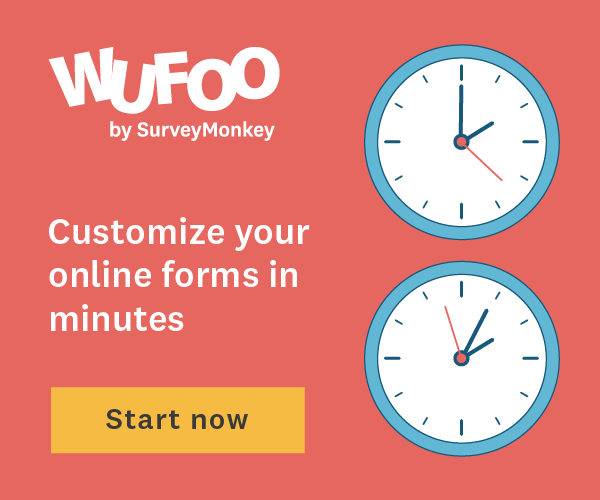 WUFOO
by SurveyMonkey
Customize your
online forms in
minutes
Start now